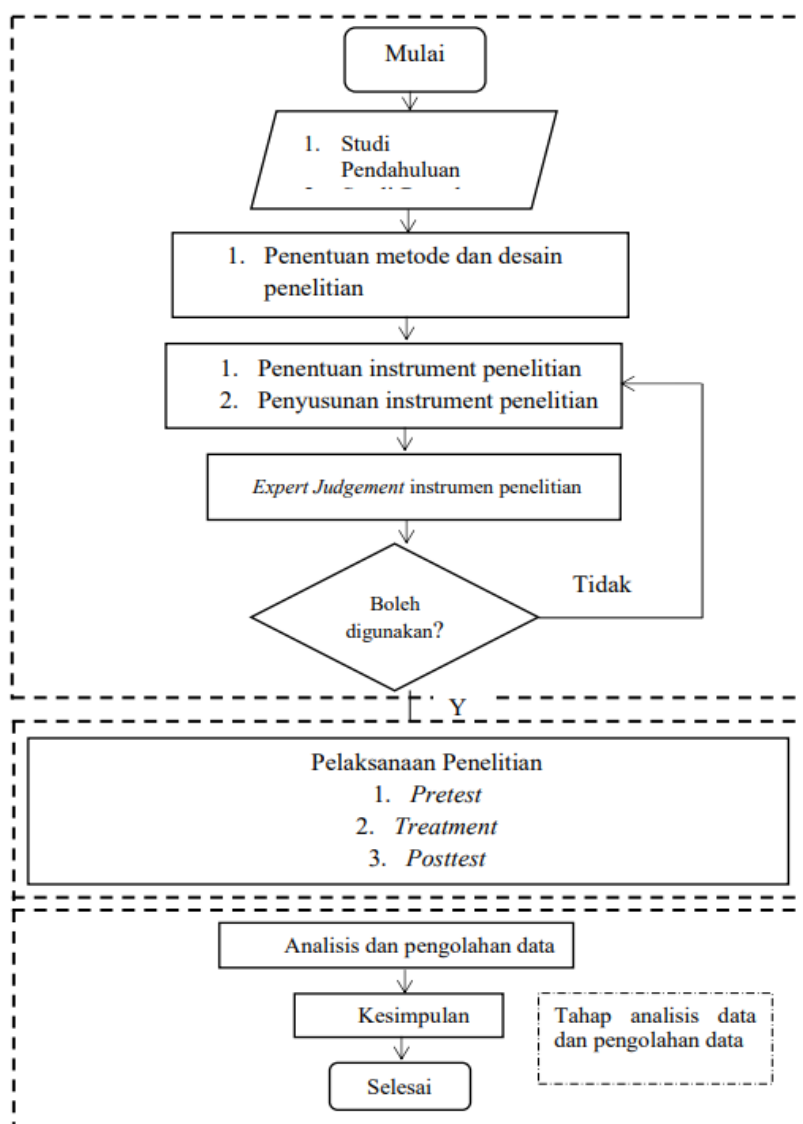 Mulai
1. Studi
Pendahuluan
1. Penentuan metode dan desain
penelitian
1. Penentuan instrument penelitian
2. Penyusunan instrument penelitian
Expert Judgement instrumen penelitian
Boleh
digunakan?
Tidak
Y
Pelaksanaan Penelitian
1. Pretest
2. Treatment
3. Posttest
Analisis dan pengolahan data
Kesimpulan
Tahap analisis data
dan pengolahan data
Selesai